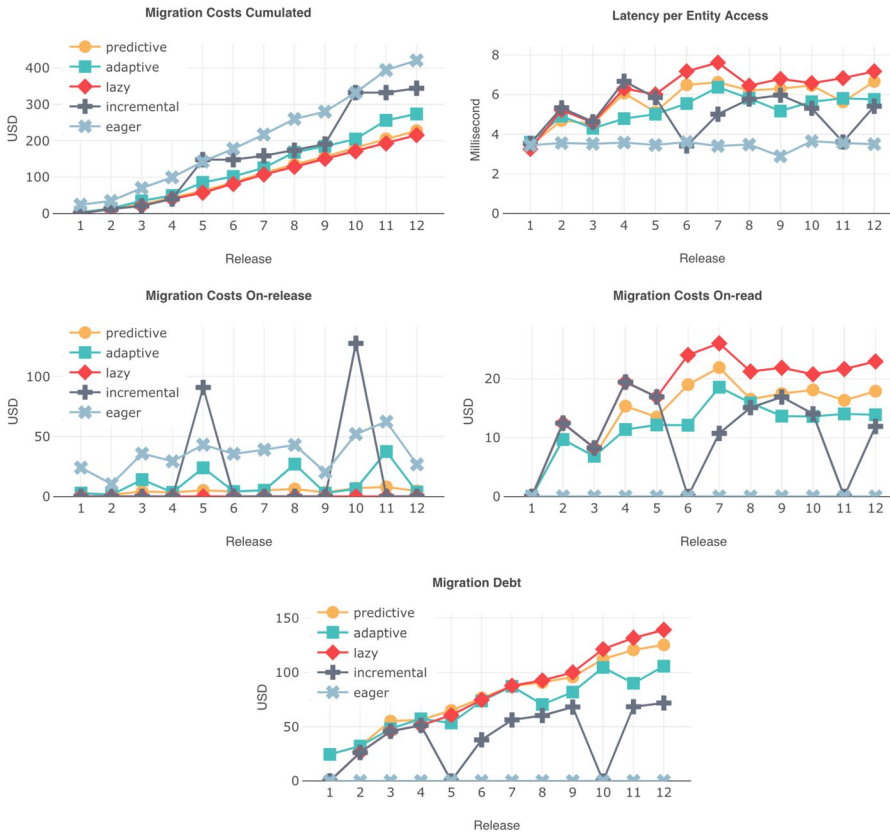 Migration Costs Cumulated
predictive
adaptive
lazy
incremental
eager
USD
400
300
200
100
0
1 2 3 4 5 6 7 8 9 10 11 12
Release
Latency per Entity Access
Millisecond
8
6
4
2
0
1 2 3 4 5 6 7 8 9 10 11 12
Release
Migration Costs On-release
predictive
adaptive
lazy
incremental
eager
USD
100
50
0
1 2 3 4 5 6 7 8 9 10 11 12
Release
Migration Costs On-read
USD
20
10
0
1 2 3 4 5 6 7 8 9 10 11 12
Release
Migration Debt
predictive
adaptive
lazy
incremental
eager
USD
150
100
50
0
1 2 3 4 5 6 7 8 9 10 11 12
Release